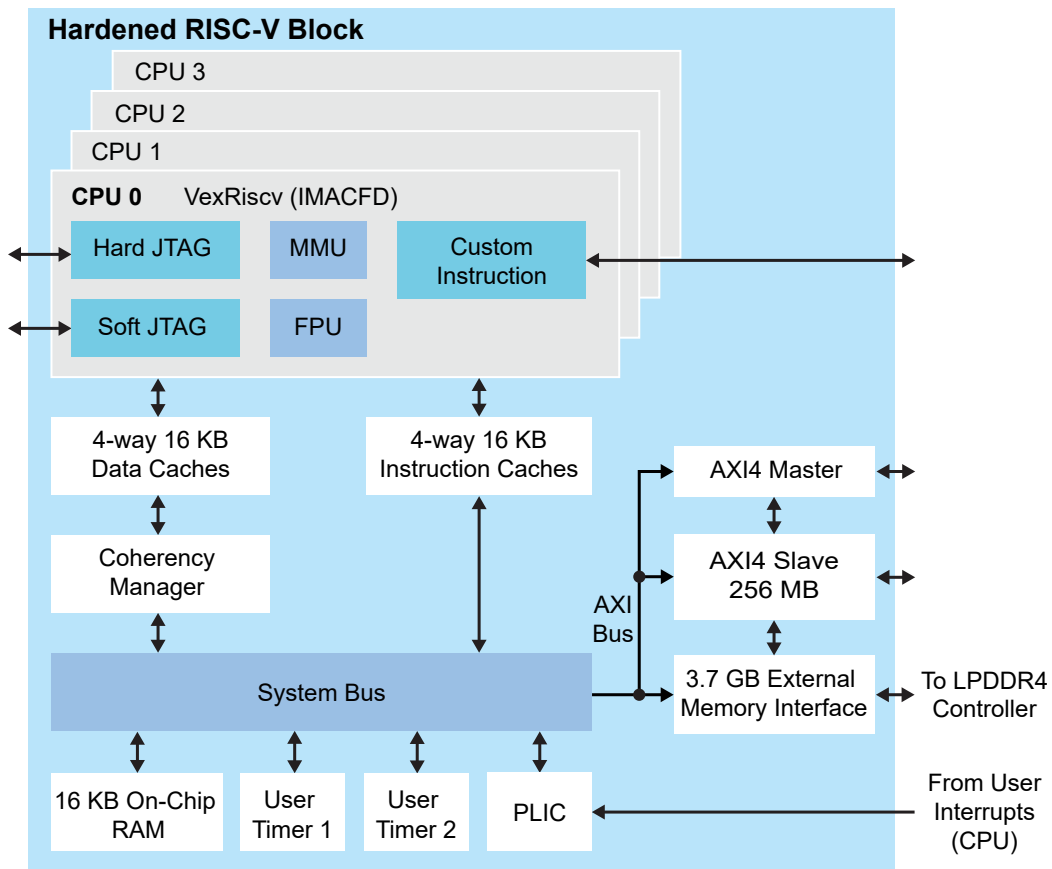 Hardened RISC-V Block
CPU 3
CPU 2
CPU 1
CPU 0 VexRiscv (IMACFD)
Hard JTAG
MMU
Custom
Instruction
Soft JTAG
FPU
4-way 16 KB
Data Caches
4-way 16 KB
Instruction Caches
AXI4 Master
Coherency
Manager
AXI4 Slave
256 MB
AXI
Bus
System Bus
3.7 GB External
Memory Interface
To LPDDR4
Controller
16 KB On-Chip
RAM
User
Timer 1
User
Timer 2
PLIC
From User
Interrupts
(CPU)